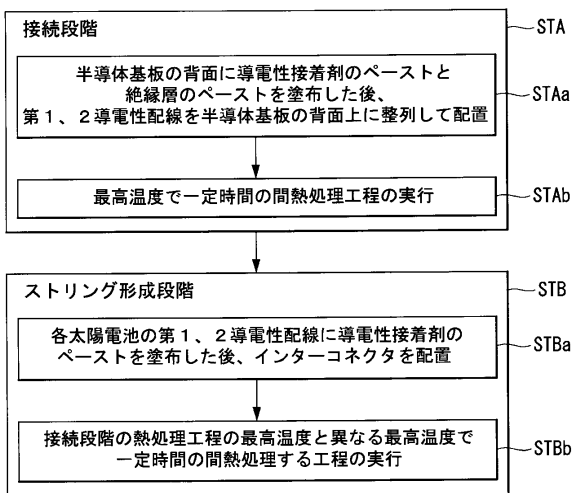 接続段階
STA
半導体基板の背面に導電性接着剤のペーストと
絶縁層のペーストを塗布した後、
第1、2導電性配線を半導体基板の背面上に整列して配置
STAa
最高温度で一定時間の間熱処理工程の実行
STAb
ストリング形成段階
STB
各太陽電池の第1、2導電性配線に導電性接着剤の
ペーストを塗布した後、インターコネクタを配置
STBa
接続段階の熱処理工程の最高温度と異なる最高温度で
一定時間の間熱処理する工程の実行
STBb